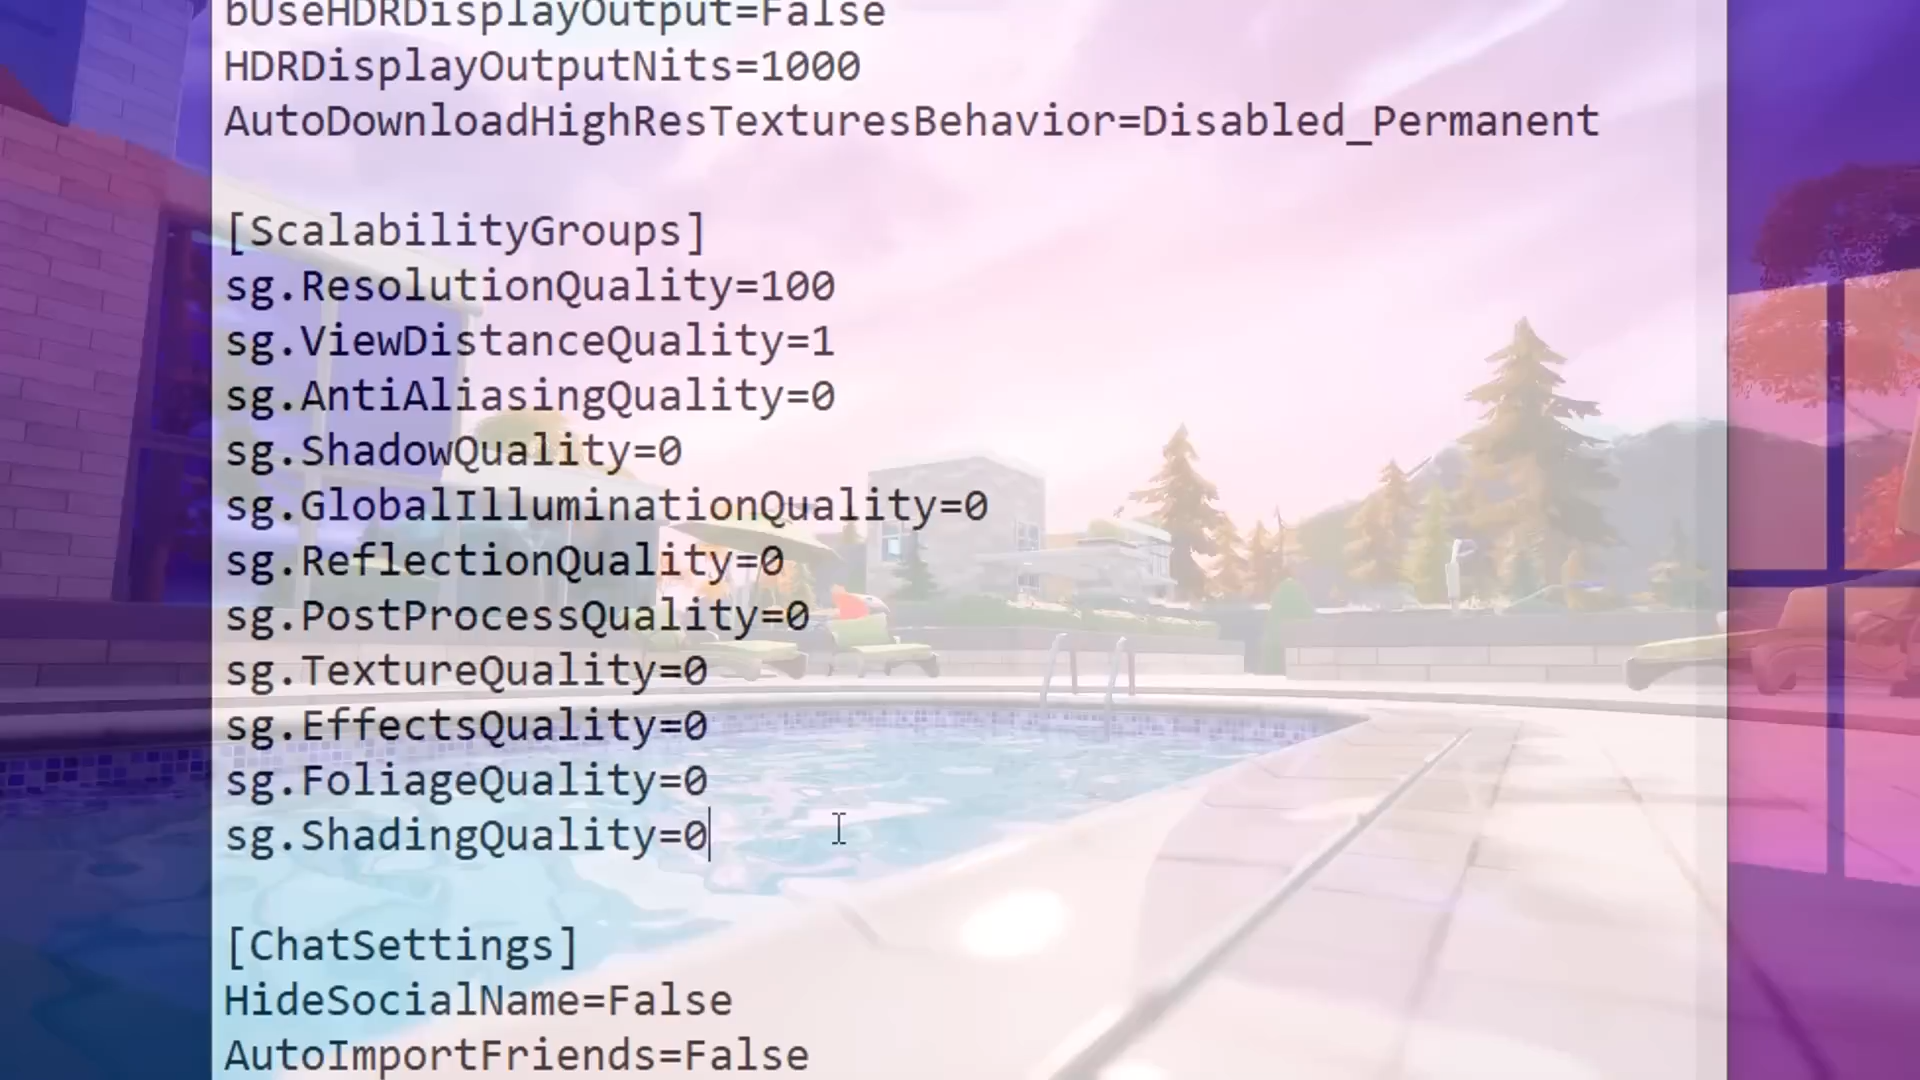 bUseHDRDisplayOutput=False
HDRDisplayOutputNits=1000
AutoDownloadHighResTexturesBehavior=Disabled_Permanent
[ScalabilityGroups]
sg.ResolutionQuality=100
sg.ViewDistanceQuality=1
sg.AntiAliasingQuality=0
sg.ShadowQuality=0
sg.GlobalIlluminationQuality=0
sg.ReflectionQuality=0
sg.PostProcessQuality=0
sg.TextureQuality=0
sg.EffectsQuality=0
sg.FoliageQuality=0
sg.ShadingQuality=0
[ChatSettings]
HideSocialName=False
AutoImportFriends=False